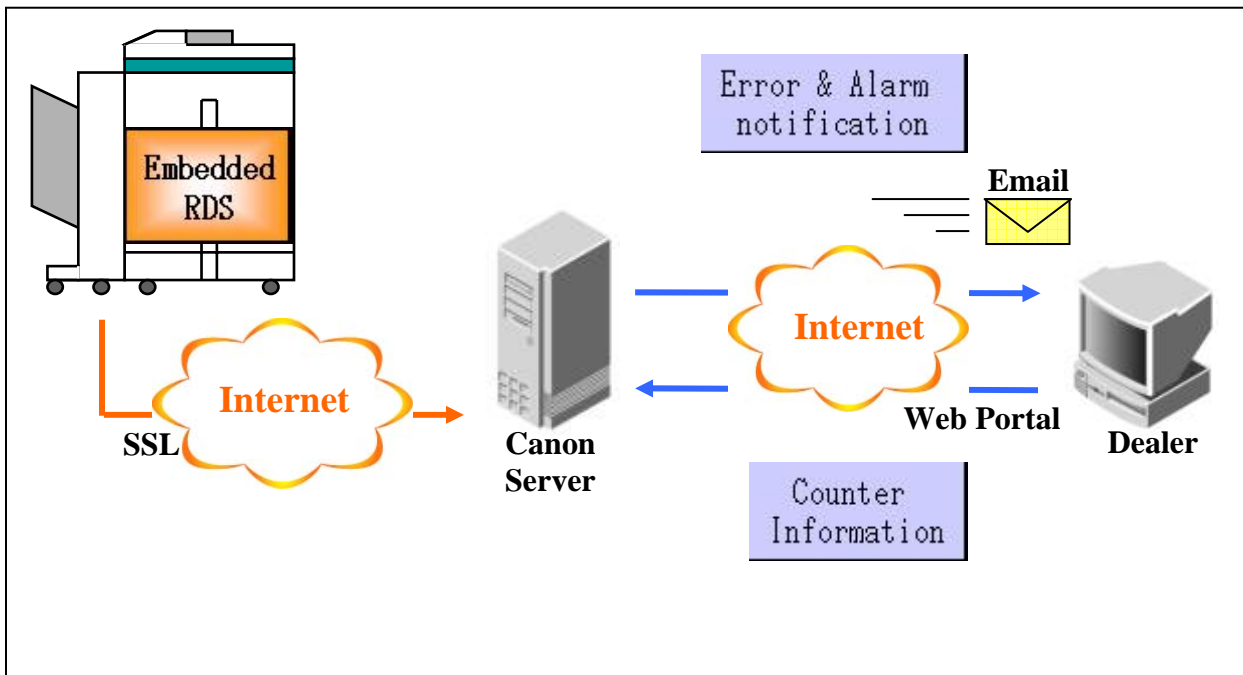 Error & Alarm
notification
Embedded
RDS
Email
Internet
Internet
SSL
Canon
Server
Web Portal
Dealer
Counter
Information